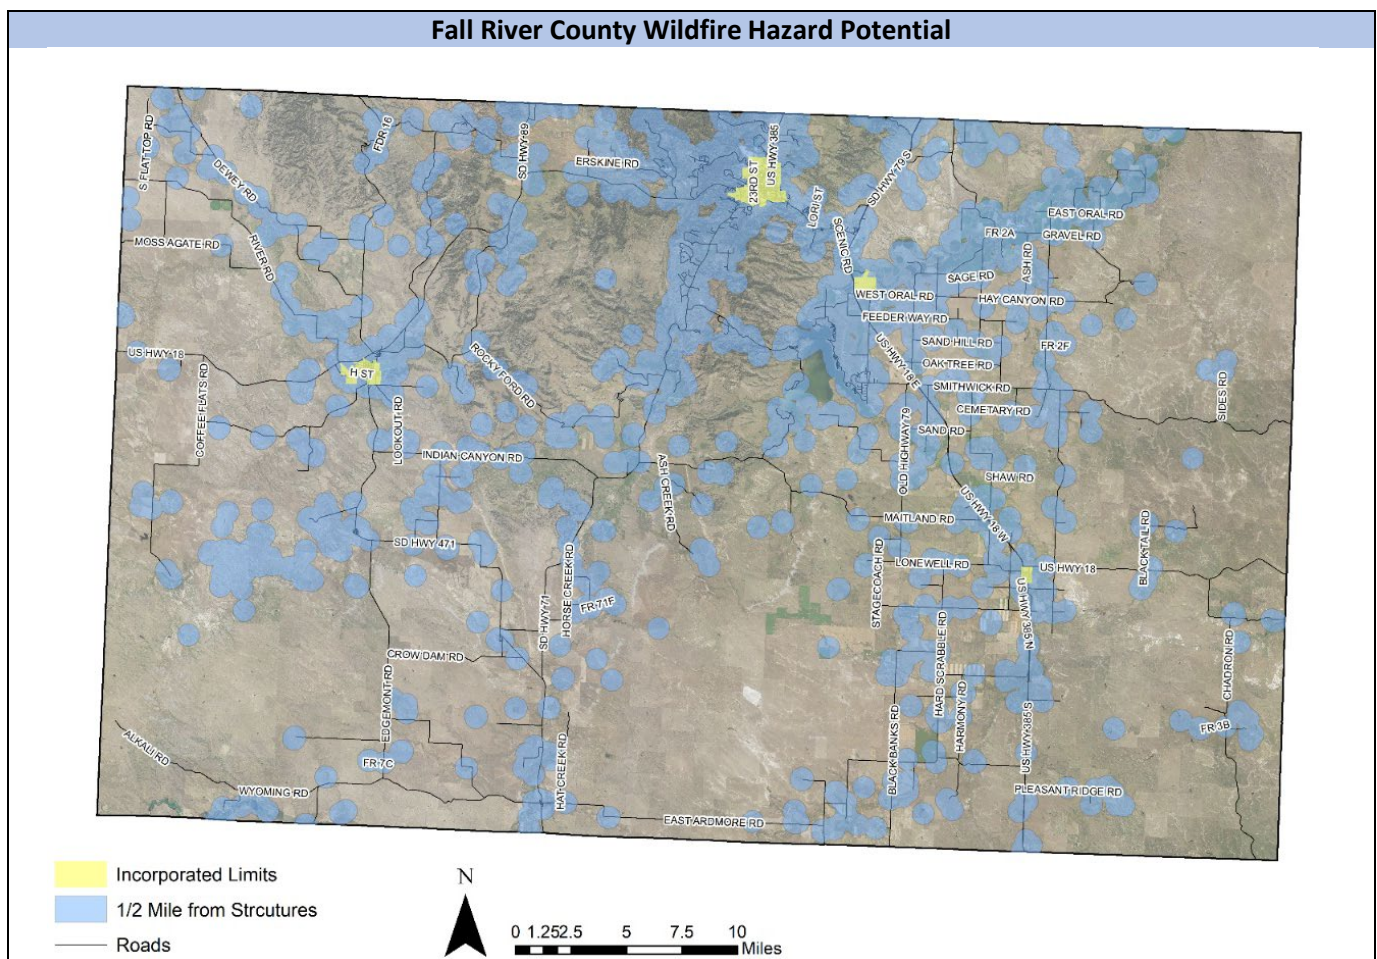 Fall River County Wildfire Hazard Potential
S FLAT TOP RD
DEWEY RD
FDR 16
SD HWY 89
ERSKINE RD
23RD ST
US HWY 385
LORI ST
SD HWY 79 S
SCENIC RD
EAST ORAL RD
FR 2A
GRAVEL RD
ASH RD
MOSS AGATE RD
RIVER RD
SAGE RD
WEST ORAL RD
HAY CANYON RD
FEEDER WAY RD
US HWY 18 E
SAND HILL RD
FR 2F
OAK TREE RD
US HWY 18
H ST
ROCKY FORD RD
SMITHWICK RD
SIDES RD
COFFEE FLATS RD
LOOKOUT RD
CEMETARY RD
OLD HIGHWAY 79
SAND RD
INDIAN CANYON RD
ASH CREEK RD
SHAW RD
US HWY 18 W
MAITLAND RD
BLACK TAIL RD
SD HWY 471
HORSE CREEK RD
STAGECOACH RD
LONEWELL RD
US HWY 18
FR 71F
SD HWY 71
US HWY 385 N
HARD SCRABBLE RD
CROW DAM RD
CHADRON RD
EDGEMONT RD
HARMONY RD
BLACK BANKS RD
US HWY 385 S
FR 3B
ALKALI RD
FR 7C
HAT CREEK RD
WYOMING RD
PLEASANT RIDGE RD
EAST ARDMORE RD
Incorporated Limits
1/2 Mile from Strcutures
Roads
N
0 1.252.5 5 7.5 10
Miles